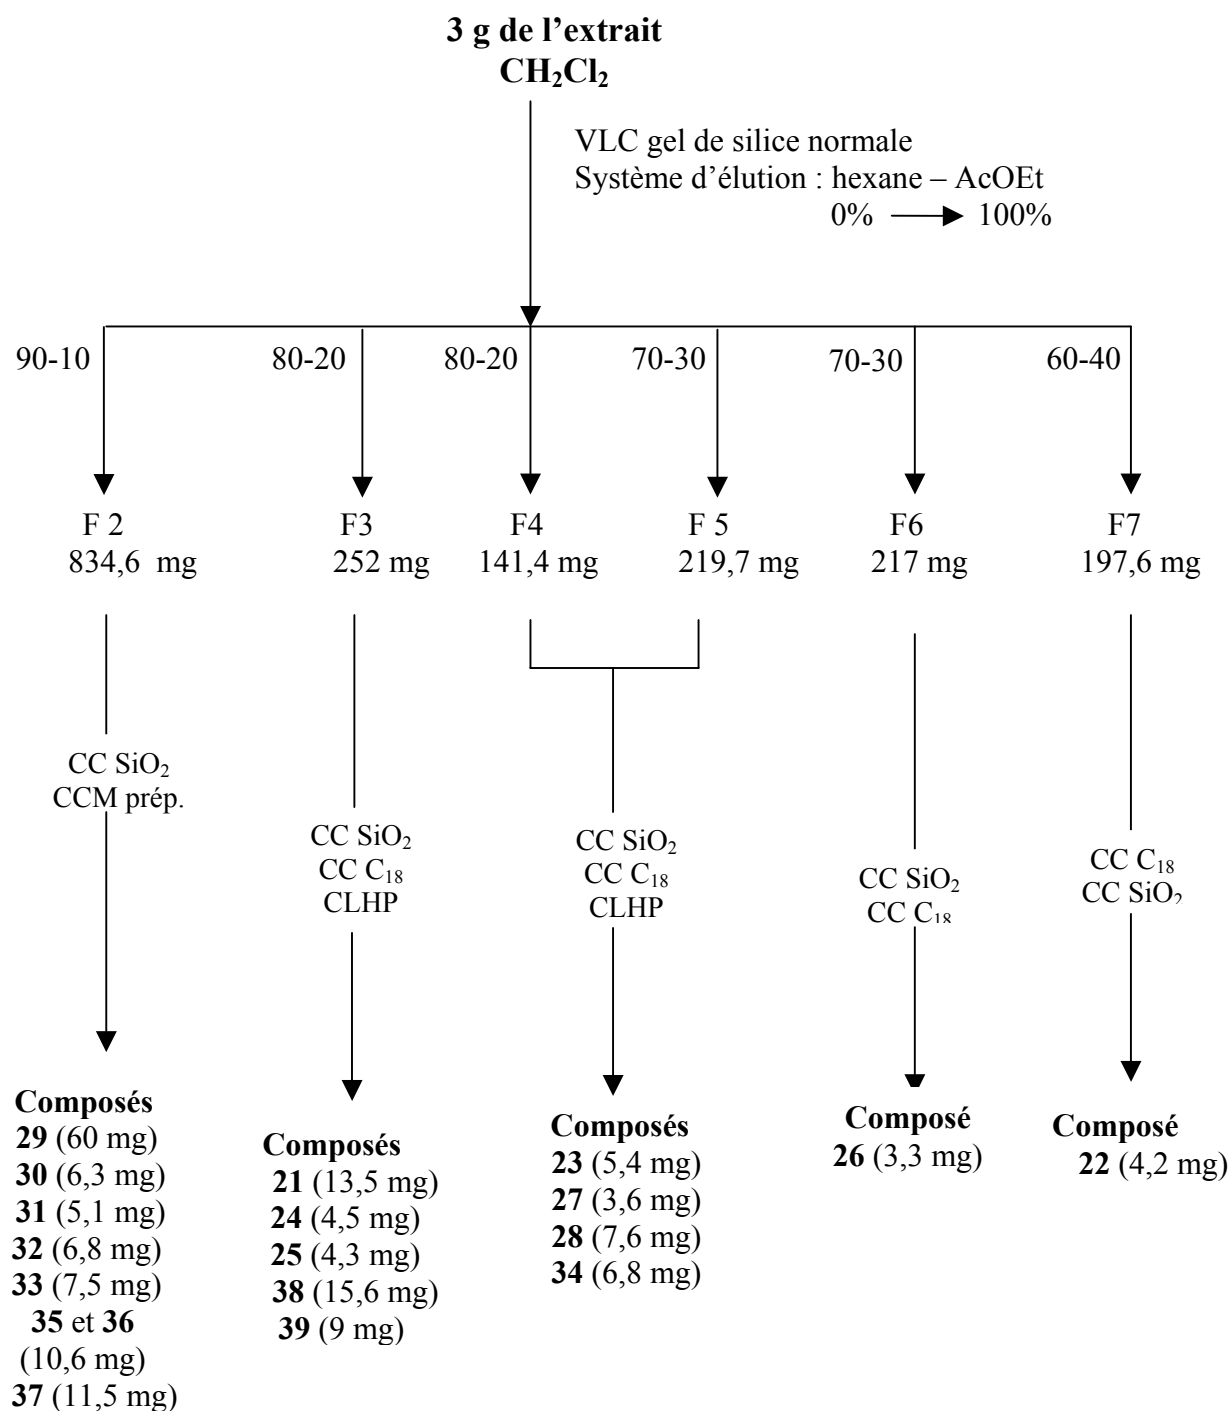 3 g de l'extrait
CH₂Cl₂
VLC gel de silice normale
Système d'élution : hexane – AcOEt
0% 100%
90-10
80-20
80-20
70-30
70-30
60-40
F 2
834,6 mg
F3
252 mg
F4
141,4 mg
F 5
219,7 mg
F6
217 mg
F7
197,6 mg
CC SiO₂
CCM prép.
CC SiO₂
CC C₁₈
CLHP
CC SiO₂
CC C₁₈
CLHP
CC SiO₂
CC C₁₈
CC C₁₈
CC SiO₂
Composés
29 (60 mg)
30 (6,3 mg)
31 (5,1 mg)
32 (6,8 mg)
33 (7,5 mg)
35 et 36
(10,6 mg)
37 (11,5 mg)
Composés
21 (13,5 mg)
24 (4,5 mg)
25 (4,3 mg)
38 (15,6 mg)
39 (9 mg)
Composés
23 (5,4 mg)
27 (3,6 mg)
28 (7,6 mg)
34 (6,8 mg)
Composé
26 (3,3 mg)
Composé
22 (4,2 mg)